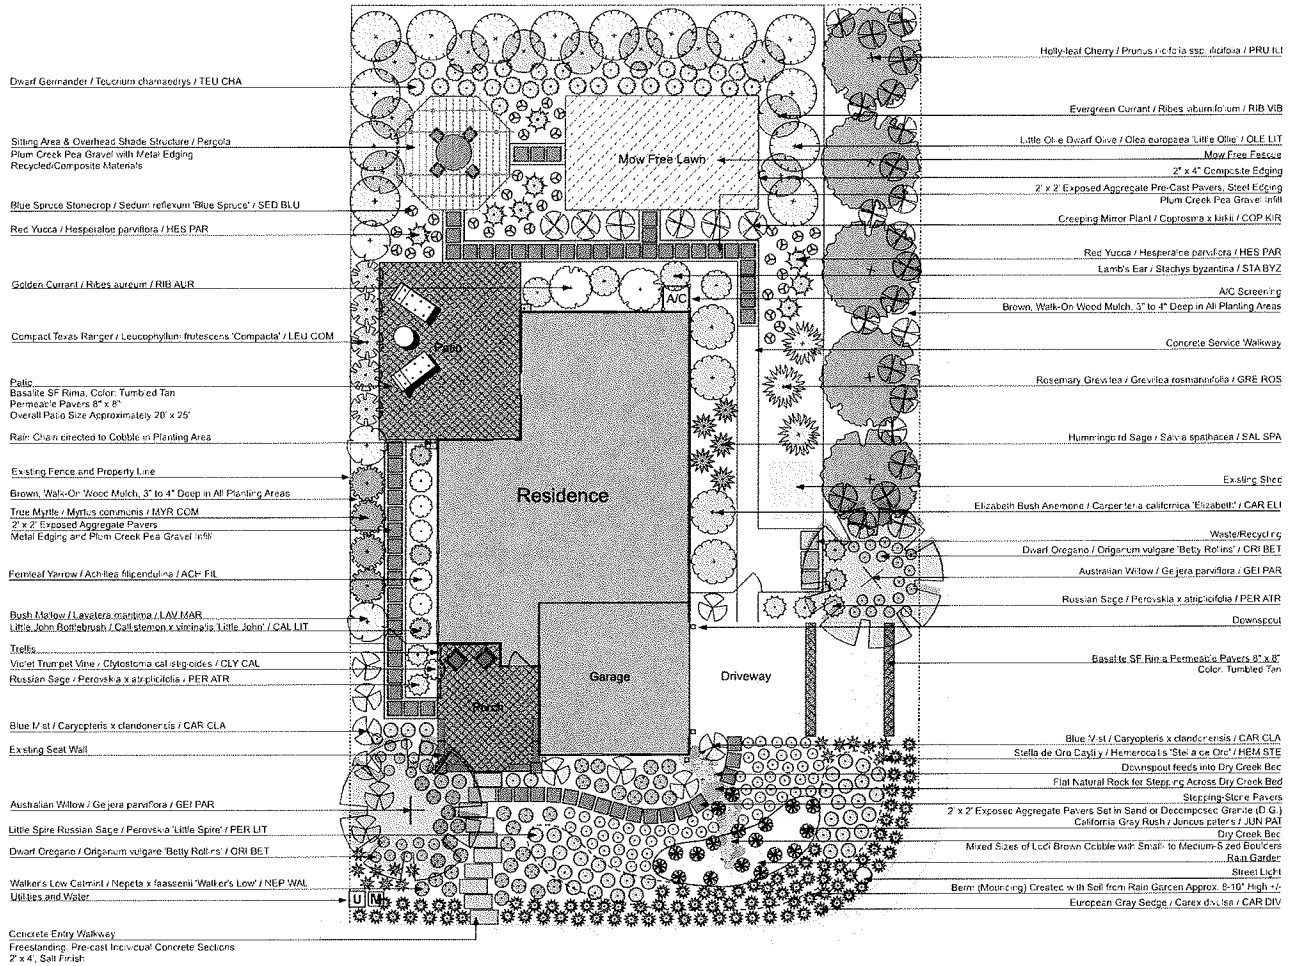 Dwarf Germander / Teucrium chamaedrys / TEU CHA
Sitting Area & Overhead Shade Structure / Pergola
Plum Creek Pea Gravel with Metal Edging
Recycled/Composite Materials
Blue Spruce Stonecrop / Sedum reflexum 'Blue Spruce' / SED BLU
Red Yucca / Hesperaloe parviflora / HES PAR
Golden Currant / Ribes aureum / RIB AUR
Compact Texas Ranger / Leucophyllum frutescens 'Compacta' / LEU COM
Patio
Basalite SF Rima, Color: Tumbled Tan
Permeable Pavers 8" x 8"
Overall Patio Size Approximately 20' x 25'
Rain Chain directed to Cobble in Planting Area
Existing Fence and Property Line
Brown, Walk-On Wood Mulch, 3" to 4" Deep in All Planting Areas
True Myrtle / Myrtus communis / MYR COM
2' x 2' Exposed Aggregate Pavers
Metal Edging and Plum Creek Pea Gravel Infill
Fernleaf Yarrow / Achillea filipendulina / ACH FIL
Bush Mallow / Lavatera maritima / LAV MAR
Little John Bottlebrush / Callistemon x viminalis 'Little John' / CAL LIT
Trellis
Violet Trumpet Vine / Clytostoma callistigioides / CLY CAL
Russian Sage / Perovskia x atriplicifolia / PER ATR
Blue Mist / Caryopteris x clandonensis / CAR CLA
Existing Seat Wall
Australian Willow / Geijera parviflora / GEI PAR
Little Spire Russian Sage / Perovskia 'Little Spire' / PER LIT
Dwarf Oregano / Origanum vulgare 'Betty Rollins' / ORI BET
Walker's Low Catmint / Nepeta x faassenii 'Walker's Low' / NEP WAL
Utilities and Water
Concrete Entry Walkway
Freestanding, Pre-cast Individual Concrete Sections
2' x 4', Salt Finish
Mow Free Lawn
A/C
Patio
Residence
Garage
Driveway
Porch
U M
Holly-leaf Cherry / Prunus ilicifolia ssp. ilicifolia / PRU ILI
Evergreen Currant / Ribes viburnifolium / RIB VIB
Little Ollie Dwarf Olive / Olea europaea 'Little Ollie' / OLE LIT
Mow Free Fescue
2" x 4" Composite Edging
2' x 2' Exposed Aggregate Pre-Cast Pavers, Steel Edging
Plum Creek Pea Gravel Infill
Creeping Mirror Plant / Coprosma x kirkii / COP KIR
Red Yucca / Hesperaloe parviflora / HES PAR
Lamb's Ear / Stachys byzantina / STA BYZ
A/C Screening
Brown, Walk-On Wood Mulch, 3" to 4" Deep in All Planting Areas
Concrete Service Walkway
Rosemary Grevillea / Grevillea rosmarinifolia / GRE ROS
Hummingbird Sage / Salvia spathacea / SAL SPA
Existing Shed
Elizabeth Bush Anemone / Carpenteria californica 'Elizabeth' / CAR ELI
Waste/Recycling
Dwarf Oregano / Origanum vulgare 'Betty Rollins' / ORI BET
Australian Willow / Geijera parviflora / GEI PAR
Russian Sage / Perovskia x atriplicifolia / PER ATR
Downspout
Basalite SF Rima Permeable Pavers 8" x 8"
Color: Tumbled Tan
Blue Mist / Caryopteris x clandonensis / CAR CLA
Stella de Oro Daylily / Hemerocallis 'Stella de Oro' / HEM STE
Downspout feeds into Dry Creek Bed
Flat Natural Rock for Stepping Across Dry Creek Bed
Stepping-Stone Pavers
2' x 2' Exposed Aggregate Pavers Set in Sand or Decomposed Granite (D.G.)
California Gray Rush / Juncus patens / JUN PAT
Dry Creek Bed
Mixed Sizes of Lodi Brown Cobble with Small- to Medium-Sized Boulders
Rain Garden
Street Light
Berm (Mounding) Created with Soil from Rain Garden Approx. 8-10" High +/-
European Gray Sedge / Carex divulsa / CAR DIV